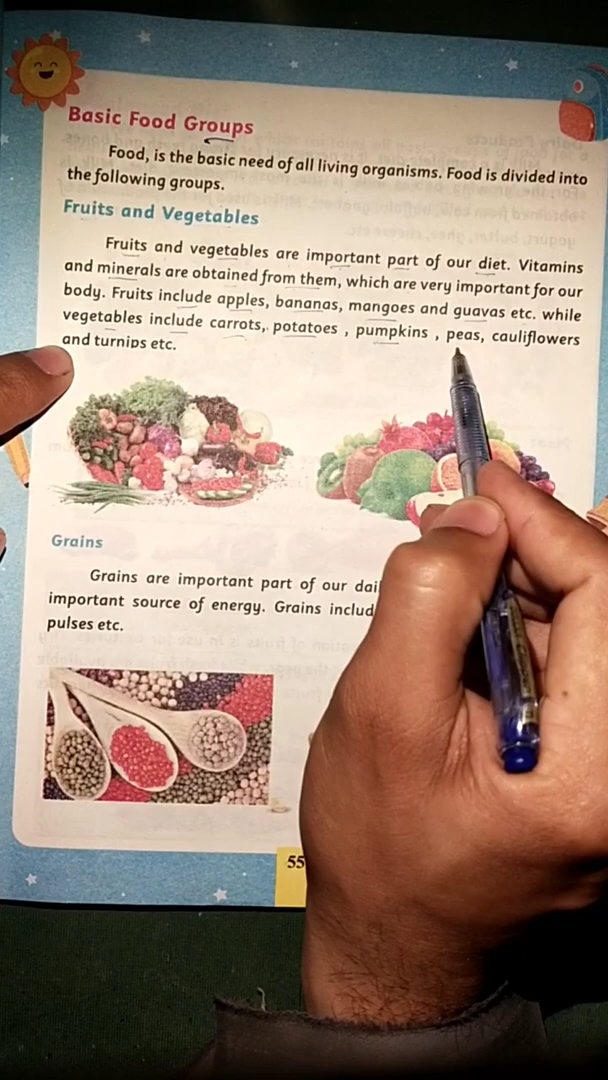 Basic Food Groups
Food, is the basic need of all living organisms. Food is divided into
the following groups.
Fruits and Vegetables
Fruits and vegetables are important part of our diet. Vitamins
and minerals are obtained from them, which are very important for our
body. Fruits include apples, bananas, mangoes and guavas etc. while
vegetables include carrots, potatoes , pumpkins , peas, cauliflowers
and turnips etc.
Grains
Grains are important part of our
important source of energy. Grains
pulses etc.
55